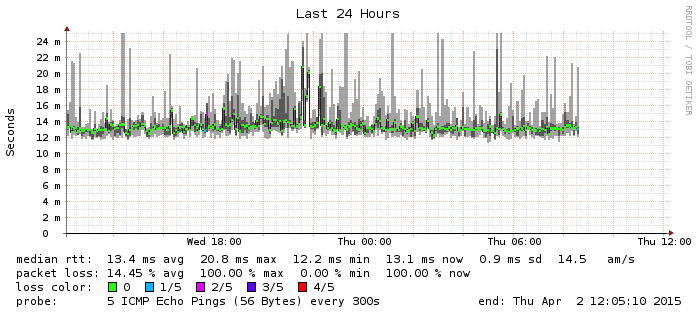 Last 24 Hours
RRDTOOL / TOBI OETIKER
Seconds
24 m
22 m
20 m
18 m
16 m
14 m
12 m
10 m
8 m
6 m
4 m
2 m
0
Wed 18:00 Thu 00:00 Thu 06:00 Thu 12:00
median rtt: 13.4 ms avg 20.8 ms max 12.2 ms min 13.1 ms now 0.9 ms sd 14.5 am/s
packet loss: 14.45 % avg 100.00 % max 0.00 % min 100.00 % now
loss color: 0 1/5 2/5 3/5 4/5
probe: 5 ICMP Echo Pings (56 Bytes) every 300s end: Thu Apr 2 12:05:10 2015